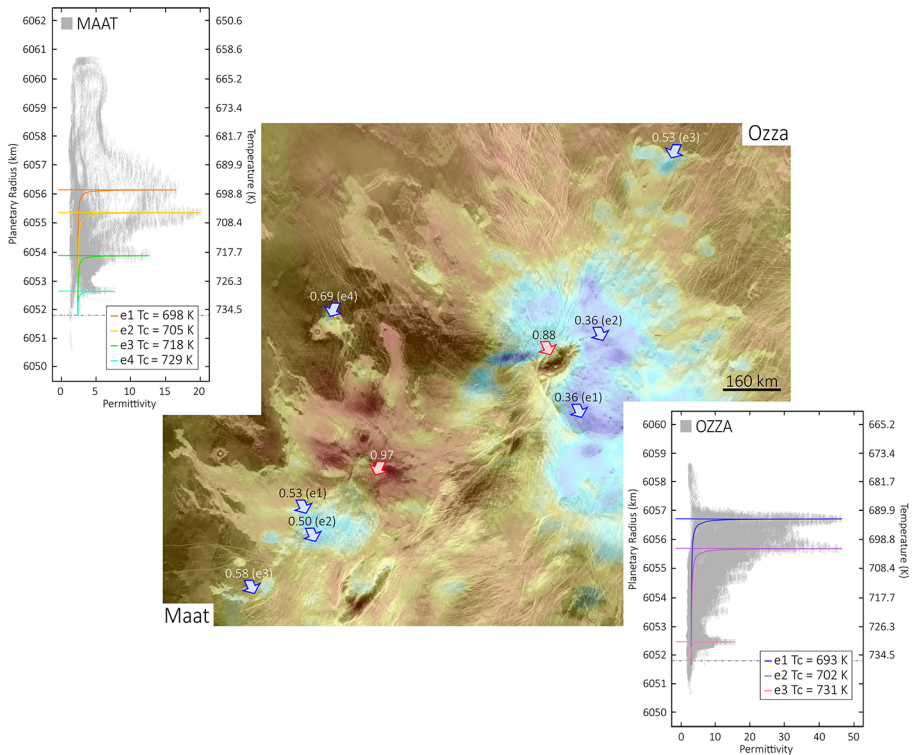 MAAT
6062
6061
6060
6059
6058
6057
6056
6055
6054
6053
6052
6051
6050
Planetary Radius (km)
650.6
658.6
665.2
673.4
681.7
689.9
698.8
708.4
717.7
726.3
734.5
Temperature (K)
e1 Tc = 698 K
e2 Tc = 705 K
e3 Tc = 718 K
e4 Tc = 729 K
0 5 10 15 20
Permittivity
Ozza
0.53 (e3)
0.69 (e4)
0.36 (e2)
0.88
160 km
0.36 (e1)
0.97
0.53 (e1)
0.50 (e2)
0.58 (e3)
Maat
OZZA
6060
6059
6058
6057
6056
6055
6054
6053
6052
6051
6050
Planetary Radius (km)
665.2
673.4
681.7
689.9
698.8
708.4
717.7
726.3
734.5
Temperature (K)
e1 Tc = 693 K
e2 Tc = 702 K
e3 Tc = 731 K
0 10 20 30 40 50
Permittivity